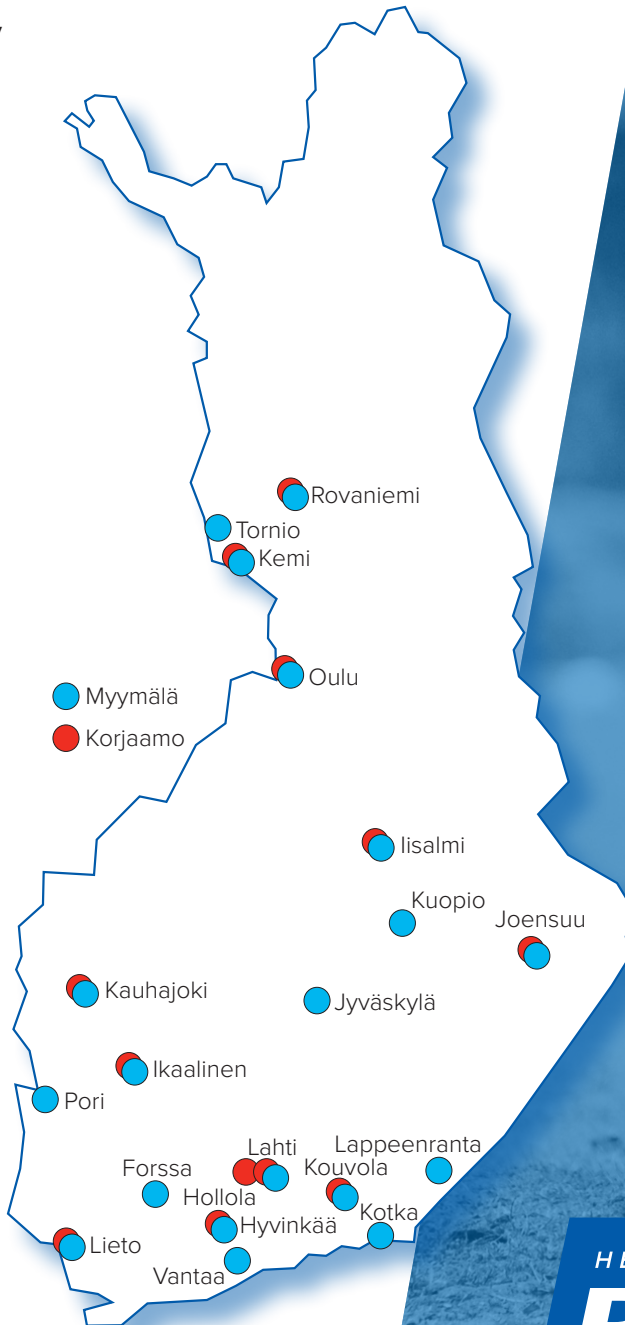 Rovaniemi
Tornio
Kemi
Oulu
Myymälä
Korjaamo
Iisalmi
Kuopio
Joensuu
Kauhajoki
Jyväskylä
Ikaalinen
Pori
Lahti
Lappeenranta
Forssa
Kouvola
Hollola
Kotka
Hyvinkää
Lieto
Vantaa